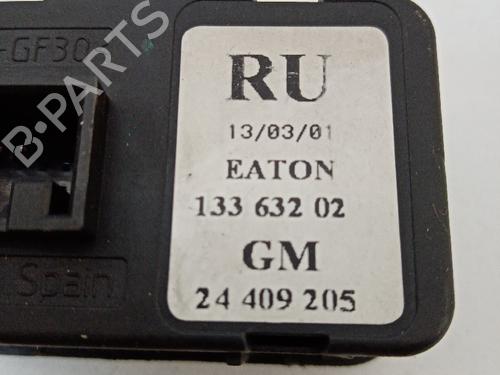 -GF30
RU
13/03/01
EATON
133 632 02
GM
24 409 205
Spain
B-PARTS